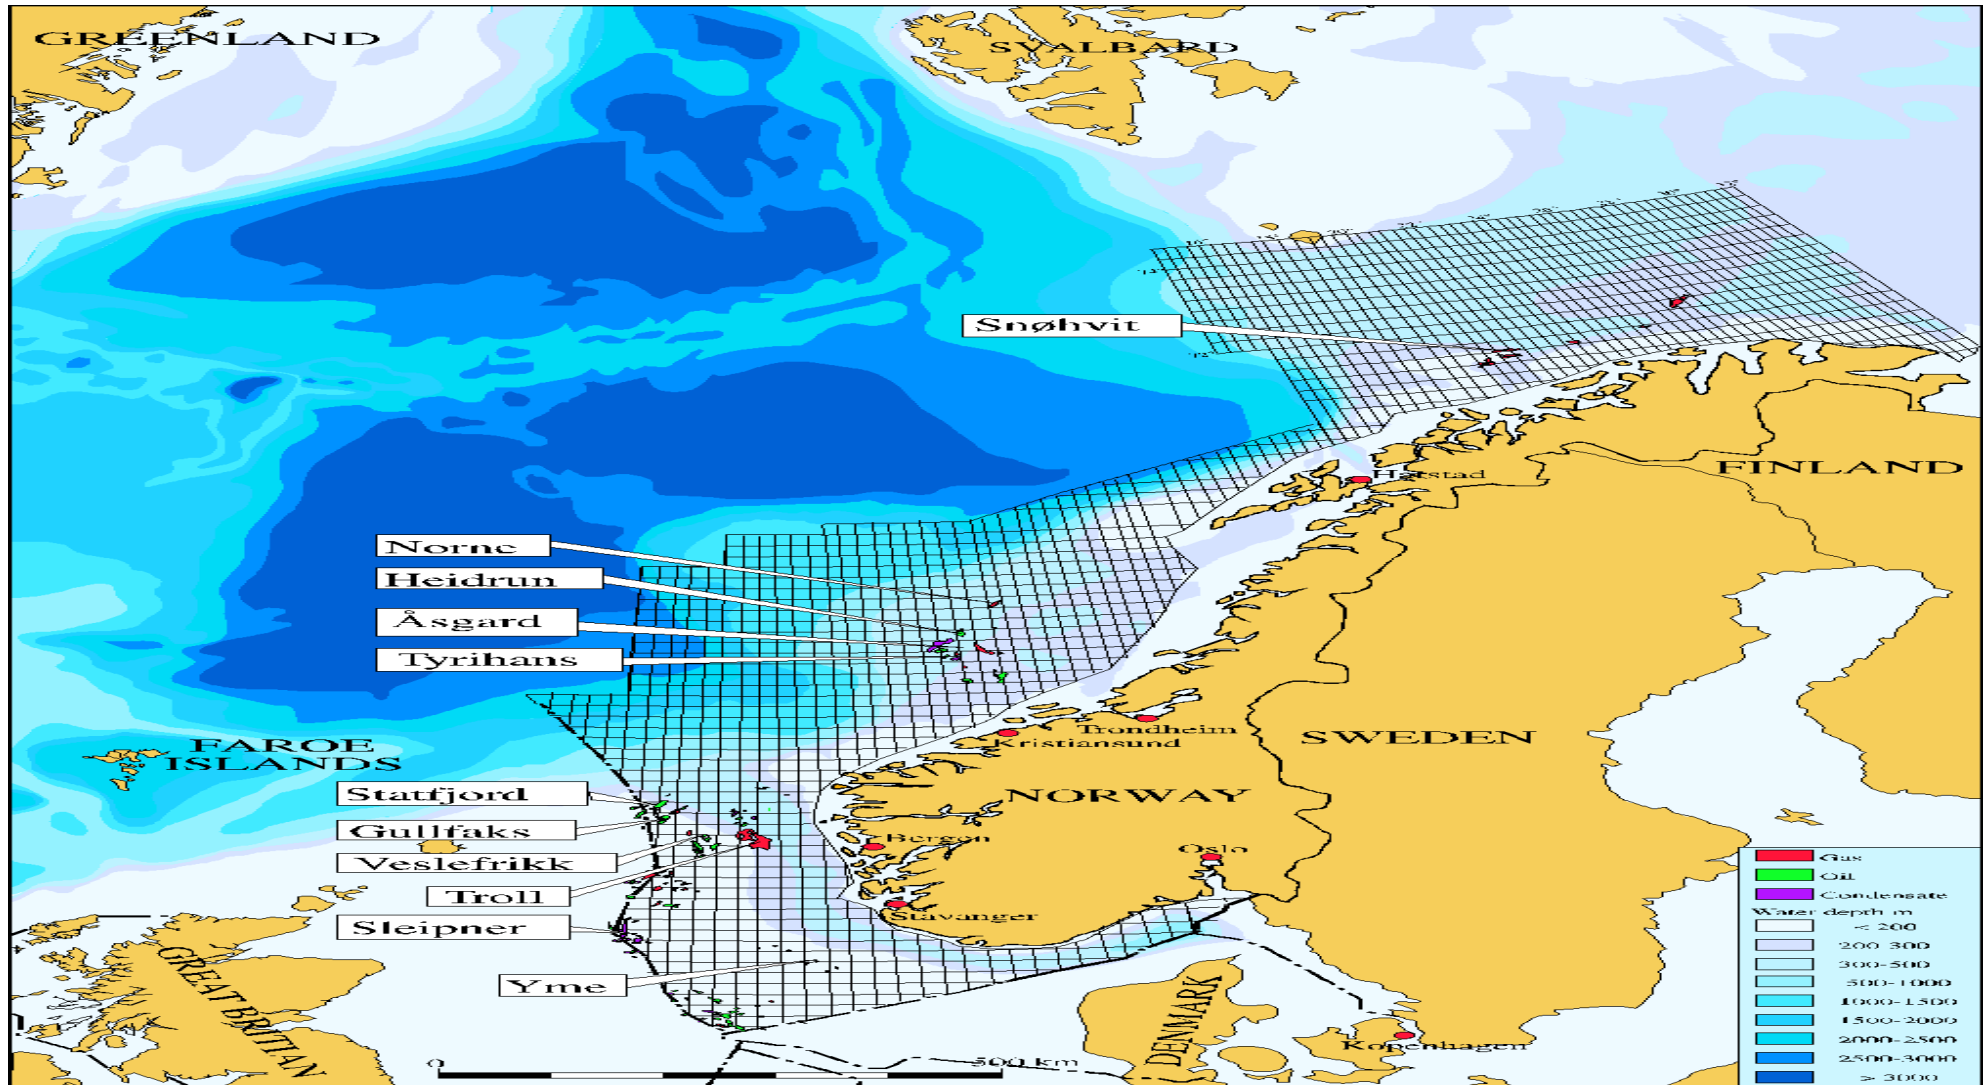 GREENLAND
SVALBARD
Snøhvit
FINLAND
Harstad
Norne
Heidrun
Åsgard
Tyrihans
Trondheim
Kristiansund
SWEDEN
FAROE
ISLANDS
Statfjord
NORWAY
Gullfaks
Bergen
Oslo
Veslefrikk
Troll
Stavanger
Sleipner
Yme
GREAT BRITIAN
DENMARK
Kopenhagen
0 500 km
Gas
Oil
Condensate
Water depth m
< 200
200-300
300-500
500-1000
1000-1500
1500-2000
2000-2500
2500-3000
> 3000